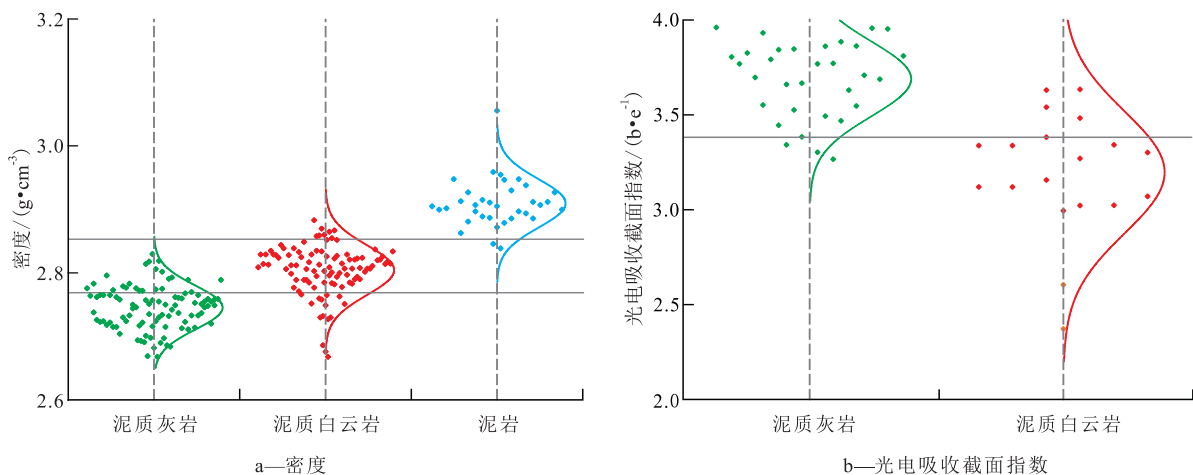 密度/(g•cm⁻³)
3.2
3.0
2.8
2.6
泥质灰岩
泥质白云岩
泥岩
a—密度
光电吸收截面指数/(b•e⁻¹)
4.0
3.5
3.0
2.5
2.0
泥质灰岩
泥质白云岩
b—光电吸收截面指数